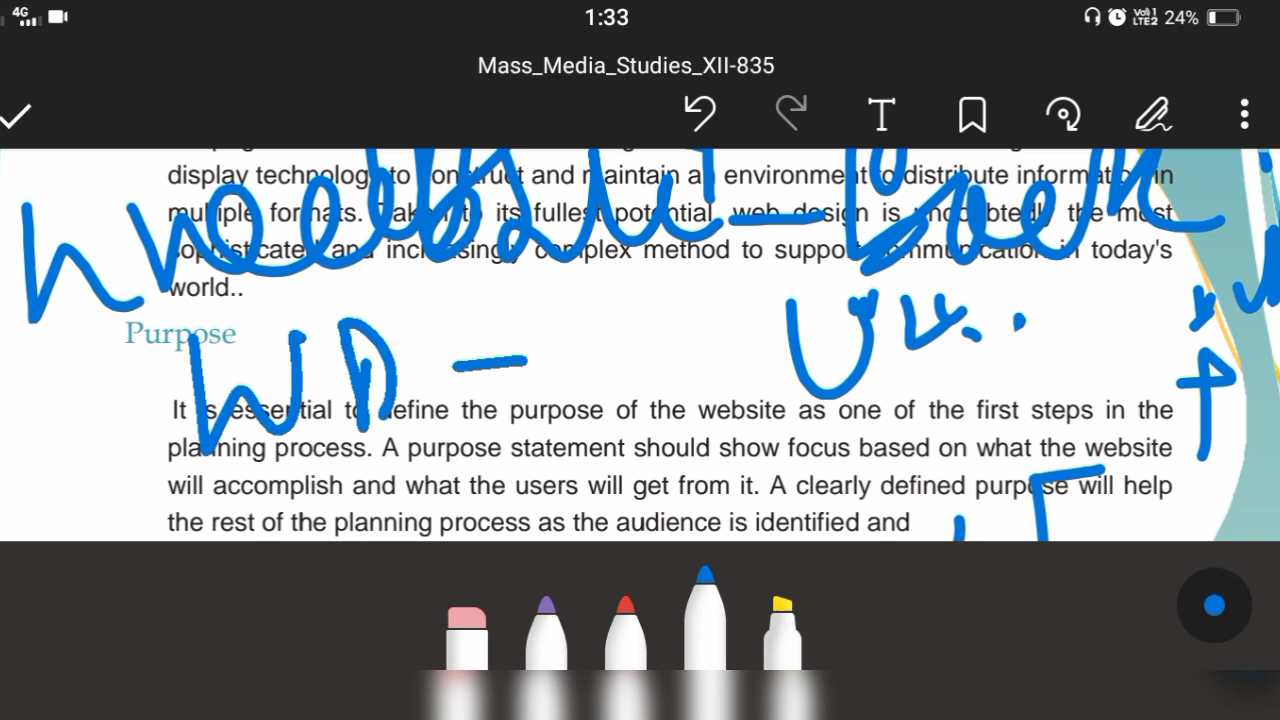 4G 1:33 Vo)) 1 LTE2 24%
Mass_Media_Studies_XII-835
T
display technology to construct and maintain an environment to distribute information in
multiple formats. Taken to its fullest potential, web design is undoubtedly the most
sophisticated and increasingly complex method to support communication in today's
world..
Purpose
WD -
It is essential to define the purpose of the website as one of the first steps in the
planning process. A purpose statement should show focus based on what the website
will accomplish and what the users will get from it. A clearly defined purpose will help
the rest of the planning process as the audience is identified and